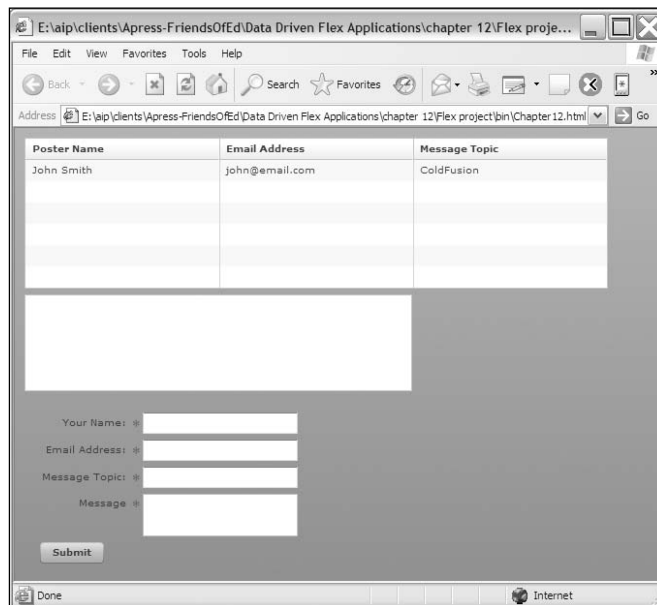 E:\aip\clients\Apress-FriendsOfEd\Data Driven Flex Applications\chapter 12\Flex proje...
File Edit View Favorites Tools Help
Back Search Favorites »
Address E:\aip\clients\Apress-FriendsOfEd\Data Driven Flex Applications\chapter 12\Flex project\bin\Chapter12.html Go
Poster Name Email Address Message Topic
John Smith john@email.com ColdFusion
Your Name: *
Email Address: *
Message Topic: *
Message *
Submit
Done Internet